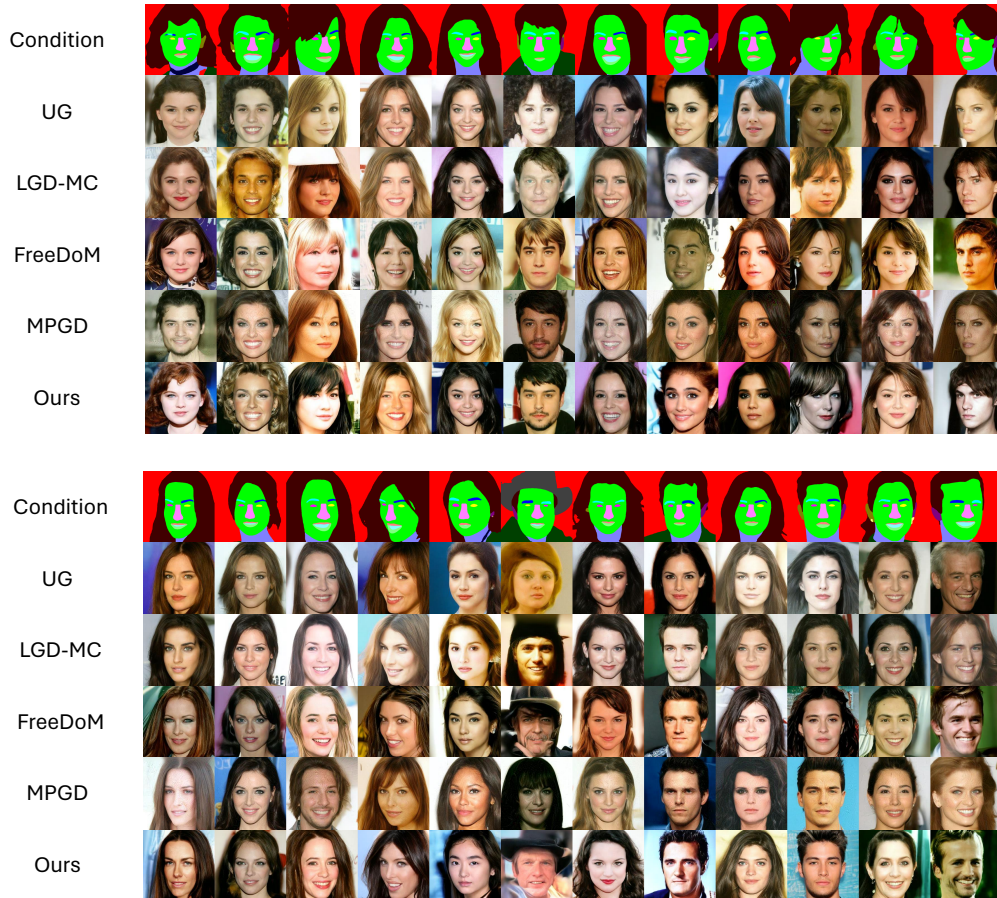 Condition
UG
LGD-MC
FreeDoM
MPGD
Ours
Condition
UG
LGD-MC
FreeDoM
MPGD
Ours